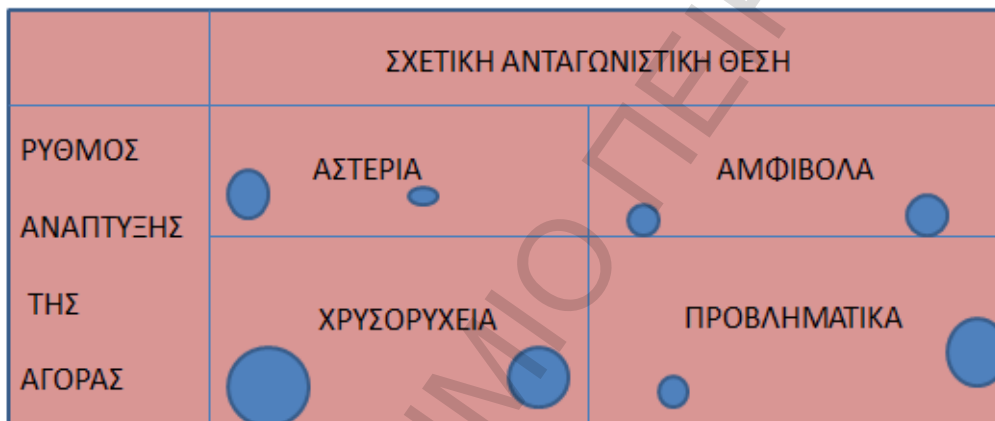 ΣΧΕΤΙΚΗ ΑΝΤΑΓΩΝΙΣΤΙΚΗ ΘΕΣΗ
ΡΥΘΜΟΣ
ΑΝΑΠΤΥΞΗΣ
ΤΗΣ
ΑΓΟΡΑΣ
ΑΣΤΕΡΙΑ
ΑΜΦΙΒΟΛΑ
ΧΡΥΣΟΡΥΧΕΙΑ
ΠΡΟΒΛΗΜΑΤΙΚΑ